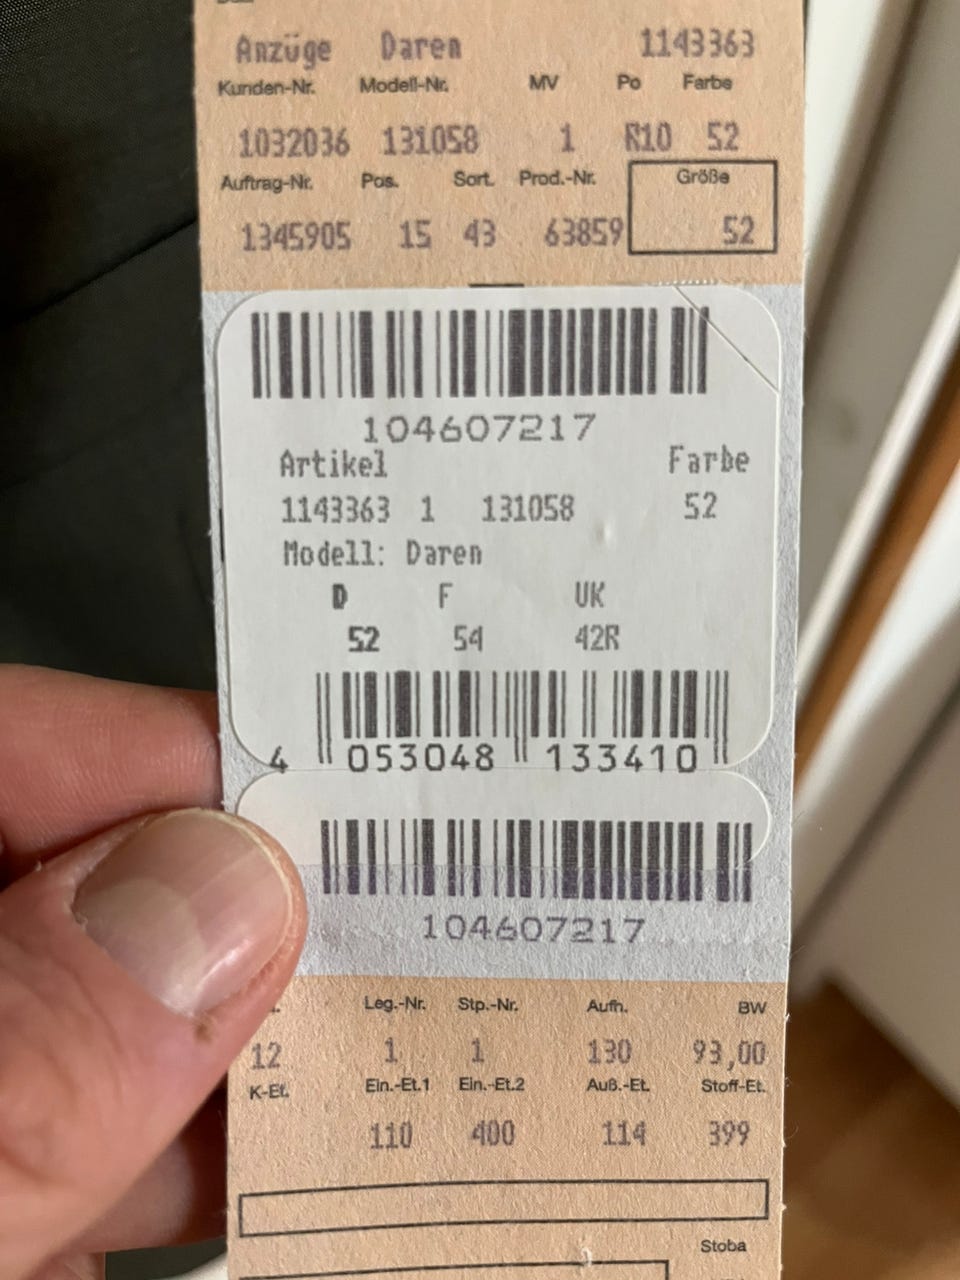 Anzüge Daren 1143363
Kunden-Nr. Modell-Nr. MV Po Farbe
1032036 131058 1 R10 52
Auftrag-Nr. Pos. Sort. Prod.-Nr. Größe
1345905 15 43 63859 52
104607217
Artikel Farbe
1143363 1 131058 52
Modell: Daren
D F UK
52 54 42R
4 053048 133410
104607217
Leg.-Nr. Stp.-Nr. Aufh. BW
12 1 1 130 93,00
K-Et. Ein.-Et.1 Ein.-Et.2 Auß.-Et. Stoff-Et.
110 400 114 399
Stoba